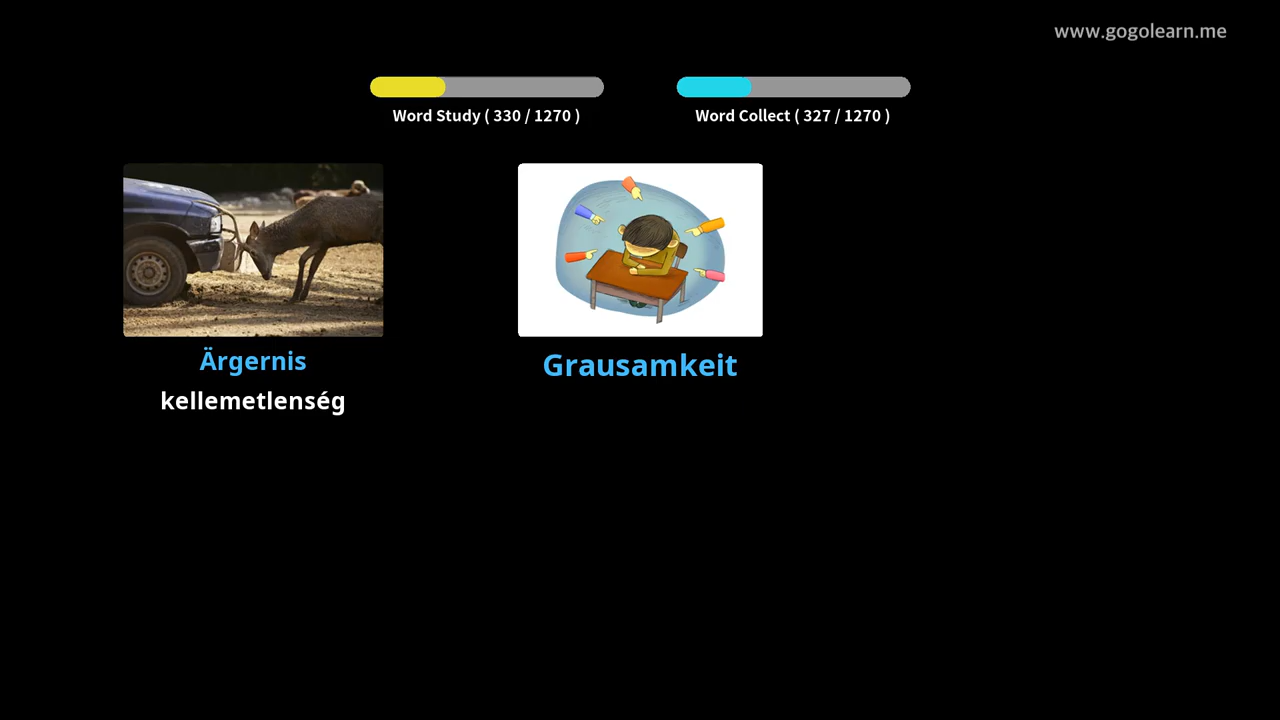 www.gogolearn.me
Word Study ( 330 / 1270 )
Word Collect ( 327 / 1270 )
Ärgernis
kellemetlenség
Grausamkeit